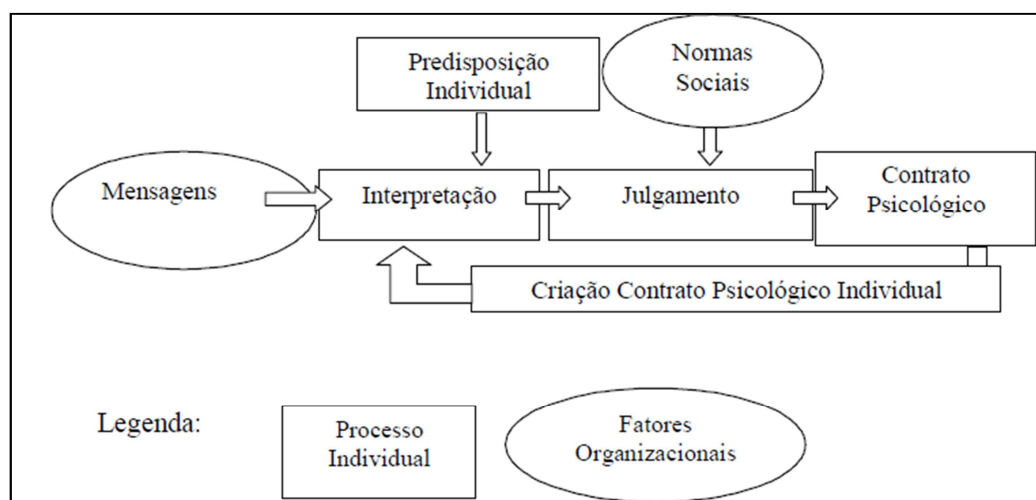 Predisposição
Individual
Normas
Sociais
Mensagens
Interpretação
Julgamento
Contrato
Psicológico
Criação Contrato Psicológico Individual
Legenda:
Processo
Individual
Fatores
Organizacionais